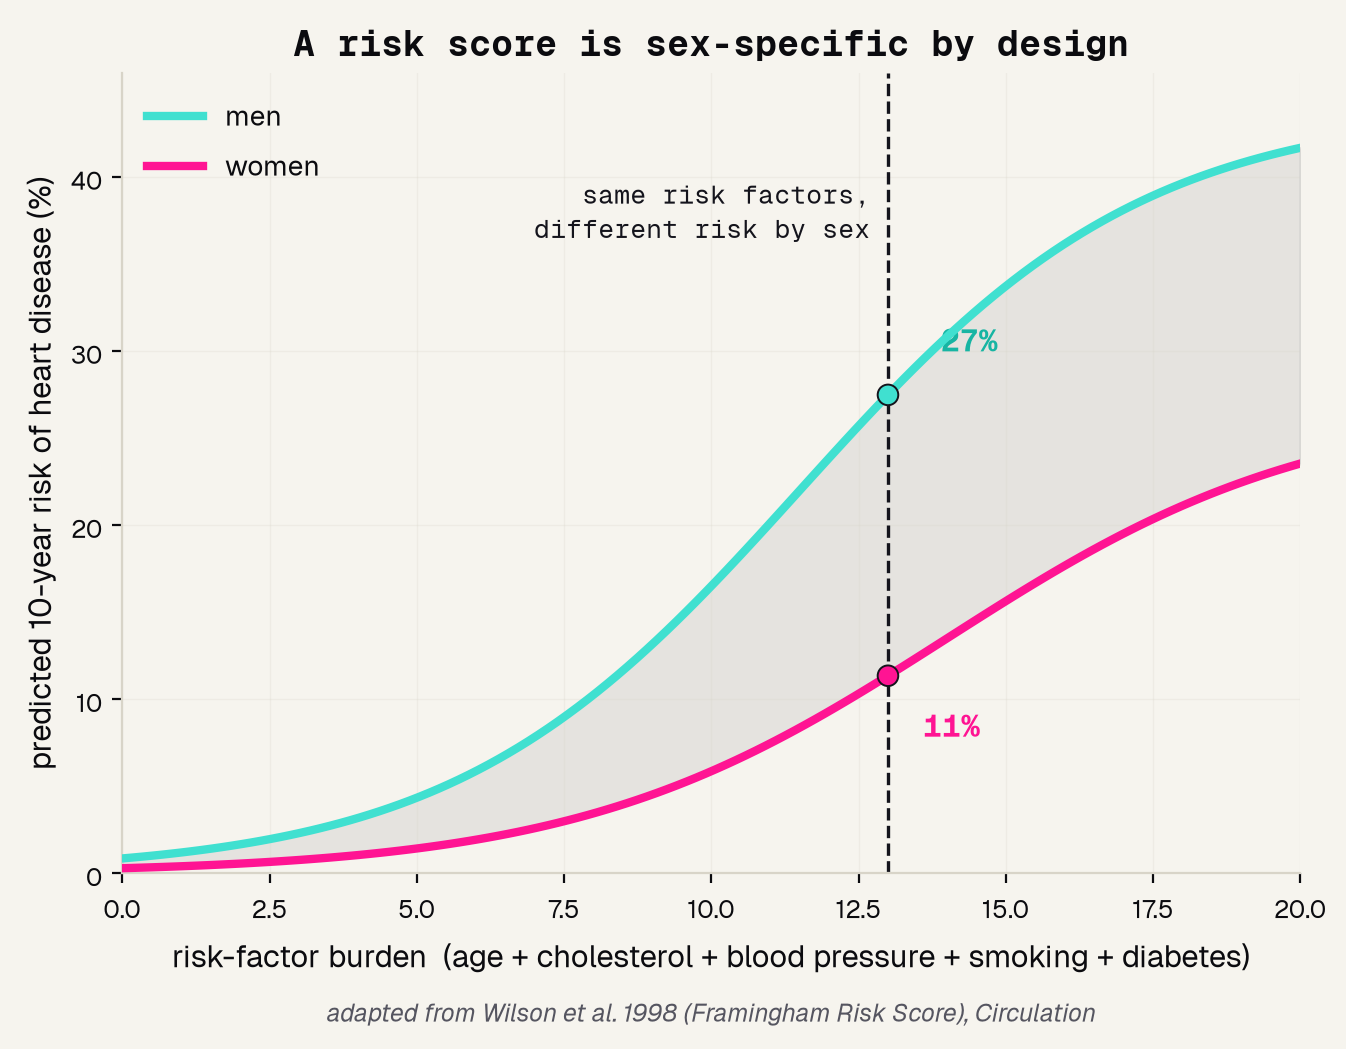 A risk score is sex-specific by design
men
women
same risk factors,
different risk by sex
27%
11%
predicted 10-year risk of heart disease (%)
40
30
20
10
0
0.0 2.5 5.0 7.5 10.0 12.5 15.0 17.5 20.0
risk-factor burden (age + cholesterol + blood pressure + smoking + diabetes)
adapted from Wilson et al. 1998 (Framingham Risk Score), Circulation